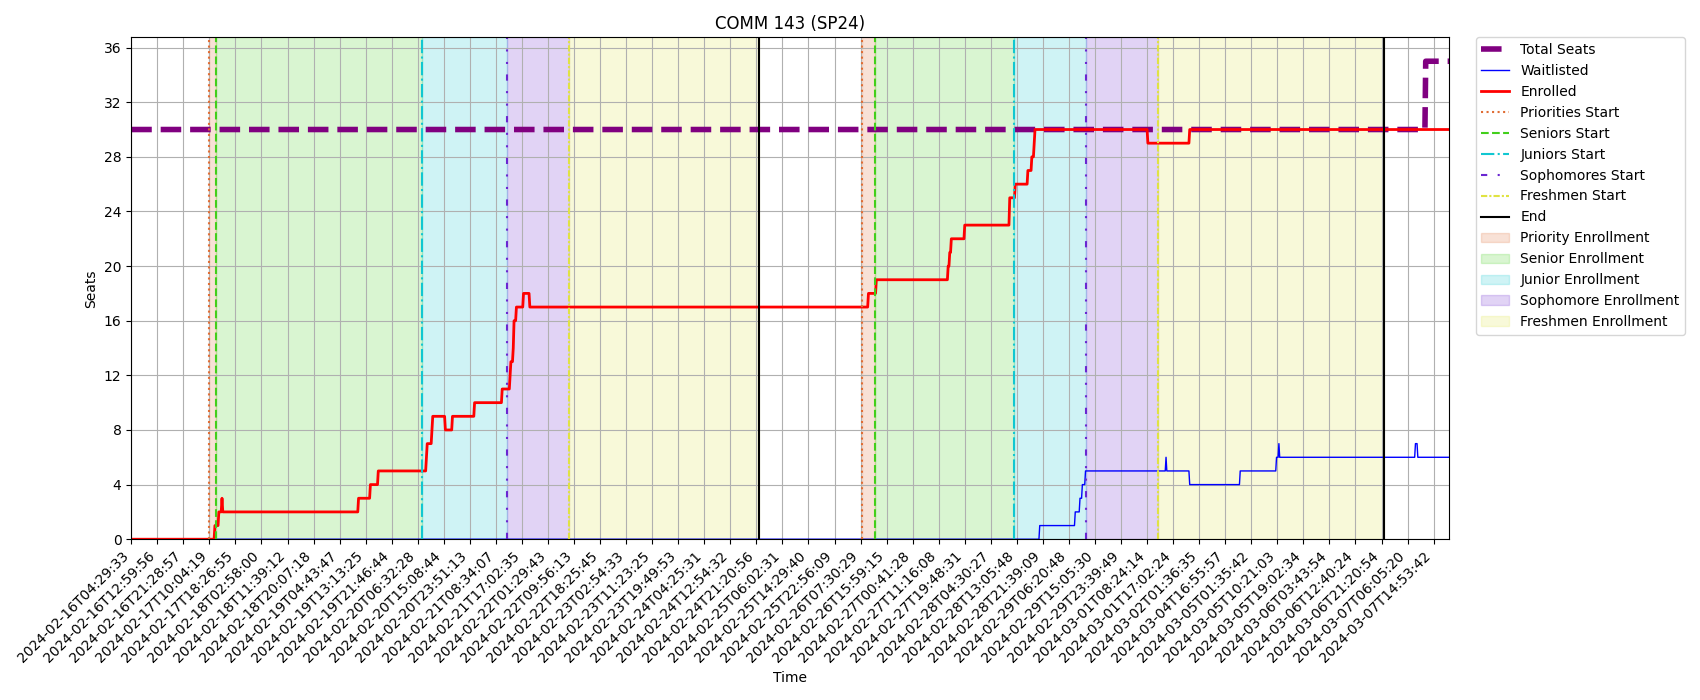 COMM 143 (SP24)
Seats
36
32
28
24
20
16
12
8
4
0
2024-02-16T04:29:33
2024-02-16T12:59:56
2024-02-16T21:28:57
2024-02-17T10:04:19
2024-02-17T18:26:55
2024-02-18T02:58:00
2024-02-18T11:39:12
2024-02-18T20:07:18
2024-02-19T04:43:47
2024-02-19T13:13:25
2024-02-19T21:46:44
2024-02-20T06:32:28
2024-02-20T15:08:44
2024-02-20T23:51:13
2024-02-21T08:34:07
2024-02-21T17:02:35
2024-02-22T01:29:43
2024-02-22T09:56:13
2024-02-22T18:25:45
2024-02-23T02:54:33
2024-02-23T11:23:25
2024-02-23T19:49:53
2024-02-24T04:25:31
2024-02-24T12:54:32
2024-02-24T21:20:56
2024-02-25T06:02:31
2024-02-25T14:29:40
2024-02-25T22:56:09
2024-02-26T07:30:29
2024-02-26T15:59:15
2024-02-27T00:41:28
2024-02-27T11:16:08
2024-02-27T19:48:31
2024-02-28T04:30:27
2024-02-28T13:05:48
2024-02-28T21:39:09
2024-02-29T06:20:48
2024-02-29T15:05:30
2024-02-29T23:39:49
2024-03-01T08:24:14
2024-03-01T17:02:24
2024-03-02T01:36:35
2024-03-04T16:55:57
2024-03-05T01:35:42
2024-03-05T10:21:03
2024-03-05T19:02:34
2024-03-06T03:43:54
2024-03-06T12:40:24
2024-03-06T21:20:54
2024-03-07T06:05:20
2024-03-07T14:53:42
Time
Total Seats
Waitlisted
Enrolled
Priorities Start
Seniors Start
Juniors Start
Sophomores Start
Freshmen Start
End
Priority Enrollment
Senior Enrollment
Junior Enrollment
Sophomore Enrollment
Freshmen Enrollment